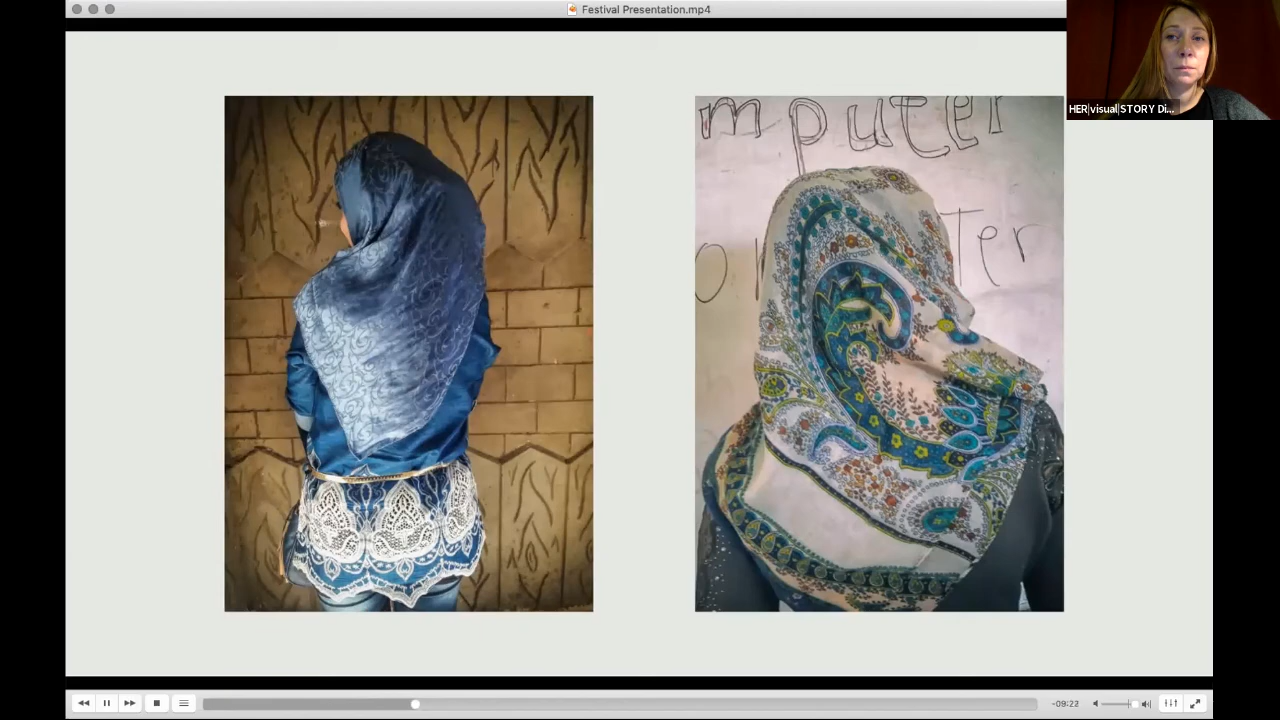 Festival Presentation.mp4
HER|visual|STORY Di...
mputer
Ter
-09:22